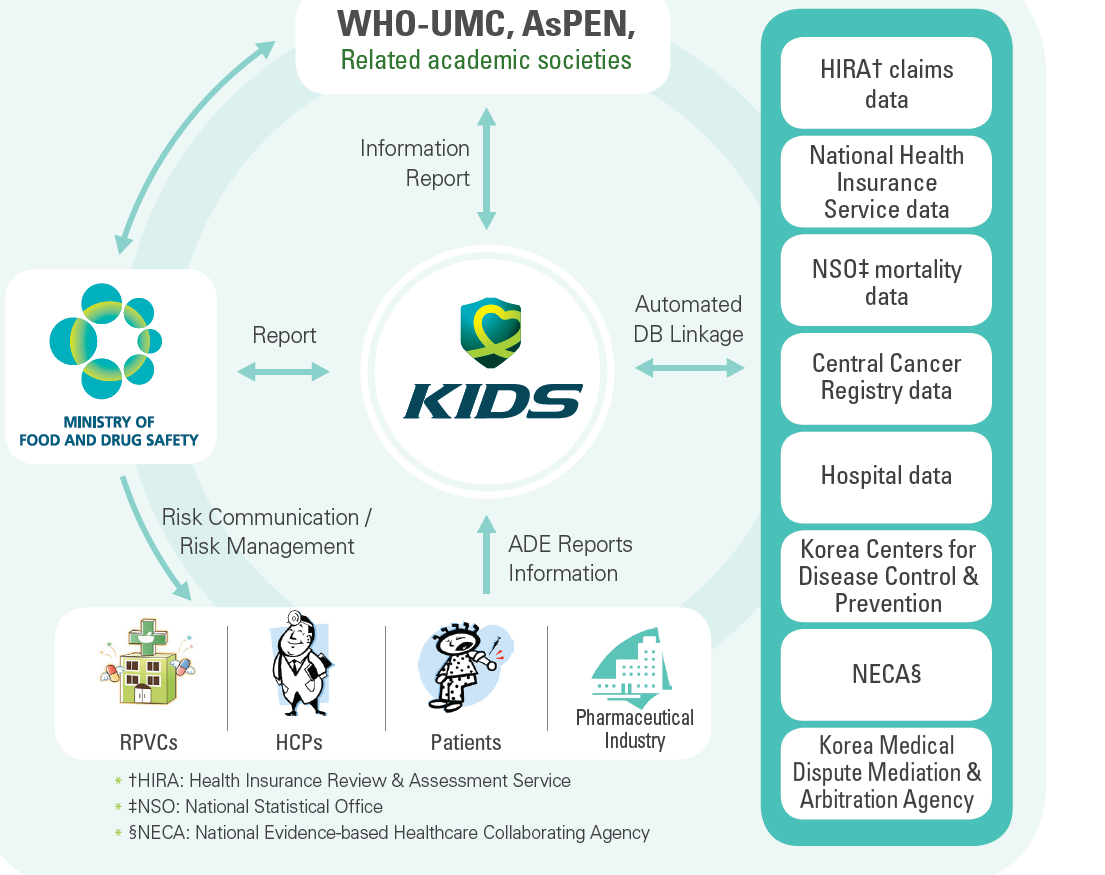 WHO-UMC, AsPEN,
Related academic societies
Information
Report
MINISTRY OF
FOOD AND DRUG SAFETY
Report
KIDS
Automated
DB Linkage
Risk Communication /
Risk Management
ADE Reports
Information
RPVCs
HCPs
Patients
Pharmaceutical
Industry
HIRA† claims
data
National Health
Insurance
Service data
NSO‡ mortality
data
Central Cancer
Registry data
Hospital data
Korea Centers for
Disease Control &
Prevention
NECA§
Korea Medical
Dispute Mediation &
Arbitration Agency
* †HIRA: Health Insurance Review & Assessment Service
* ‡NSO: National Statistical Office
* §NECA: National Evidence-based Healthcare Collaborating Agency